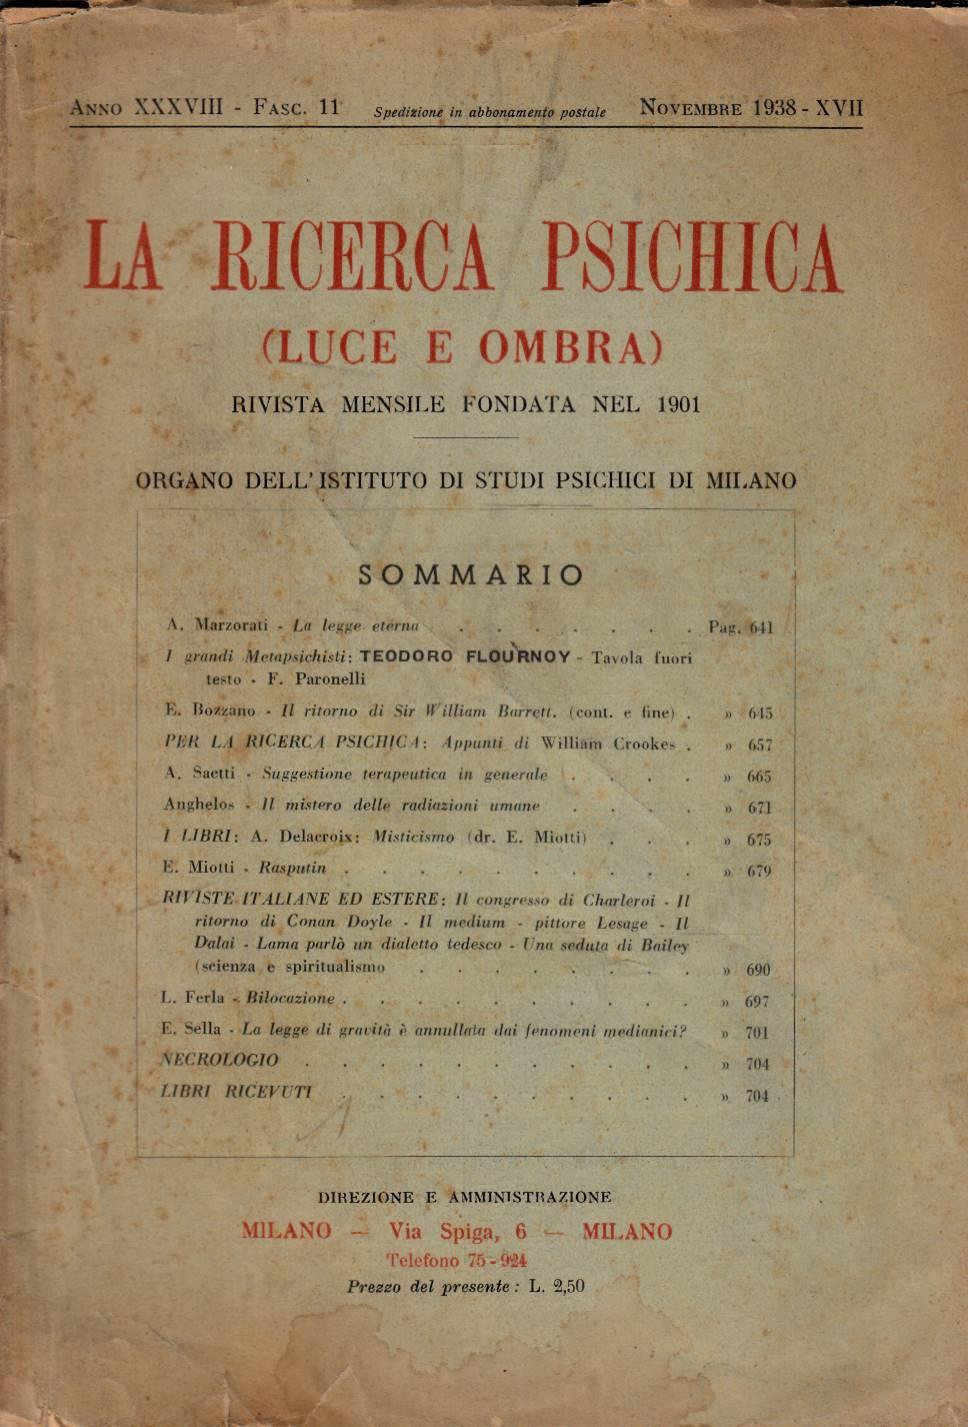 ANNO XXXVIII - FASC. 11 Spedizione in abbonamento postale NOVEMBRE 1938 - XVII
LA RICERCA PSICHICA
(LUCE E OMBRA)
RIVISTA MENSILE FONDATA NEL 1901
ORGANO DELL'ISTITUTO DI STUDI PSICHICI DI MILANO
SOMMARIO
A. Marzorati - La legge eterna . . . . . . . Pag. 641
I grandi Metapsichisti: TEODORO FLOURNOY - Tavola fuori
testo - F. Paronelli
E. Bozzano - Il ritorno di Sir William Barrett. (cont. e fine) . » 645
PER LA RICERCA PSICHICA: Appunti di William Crookes . » 657
A. Saetti - Suggestione terapeutica in generale . . . . » 665
Anghelos - Il mistero delle radiazioni umane . . . . » 671
I LIBRI: A. Delacroix: Misticismo (dr. E. Miotti) . . . » 675
E. Miotti - Rasputin . . . . . . . . . . » 679
RIVISTE ITALIANE ED ESTERE: Il congresso di Charleroi - Il
ritorno di Conan Doyle - Il medium - pittore Lesage - Il
Dalai - Lama parlò un dialetto tedesco - Una seduta di Bailey
(scienza e spiritualismo . . . . . . . . » 690
L. Ferla - Bilocazione . . . . . . . . . . » 697
E. Sella - La legge di gravità è annullata dai fenomeni medianici? » 701
NECROLOGIO . . . . . . . . . . . » 704
LIBRI RICEVUTI . . . . . . . . . . » 704
DIREZIONE E AMMINISTRAZIONE
MILANO — Via Spiga, 6 — MILANO
Telefono 75-924
Prezzo del presente: L. 2,50